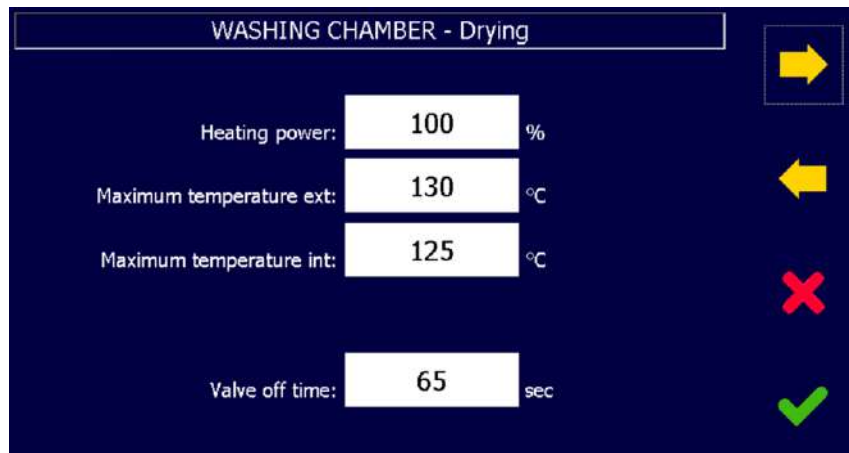 WASHING CHAMBER - Drying
Heating power: 100 %
Maximum temperature ext: 130 °C
Maximum temperature int: 125 °C
Valve off time: 65 sec